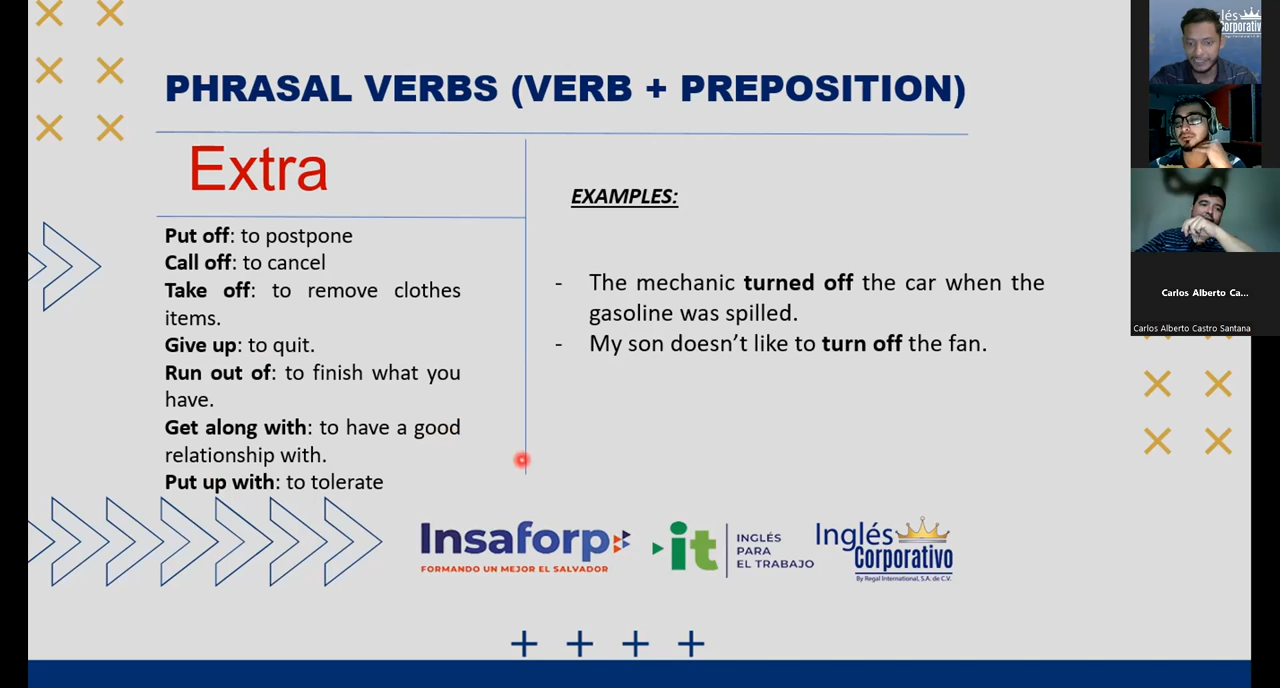 PHRASAL VERBS (VERB + PREPOSITION)
Extra
Put off: to postpone
Call off: to cancel
Take off: to remove clothes
items.
Give up: to quit.
Run out of: to finish what you
have.
Get along with: to have a good
relationship with.
Put up with: to tolerate
EXAMPLES:
- The mechanic turned off the car when the
gasoline was spilled.
- My son doesn't like to turn off the fan.
Insaforp
FORMANDO UN MEJOR EL SALVADOR
it
INGLÉS
PARA
EL TRABAJO
Inglés
Corporativo
By Regal International, S.A. de C.V.
lés
Corporativ
Carlos Alberto Ca...
Carlos Alberto Castro Santana